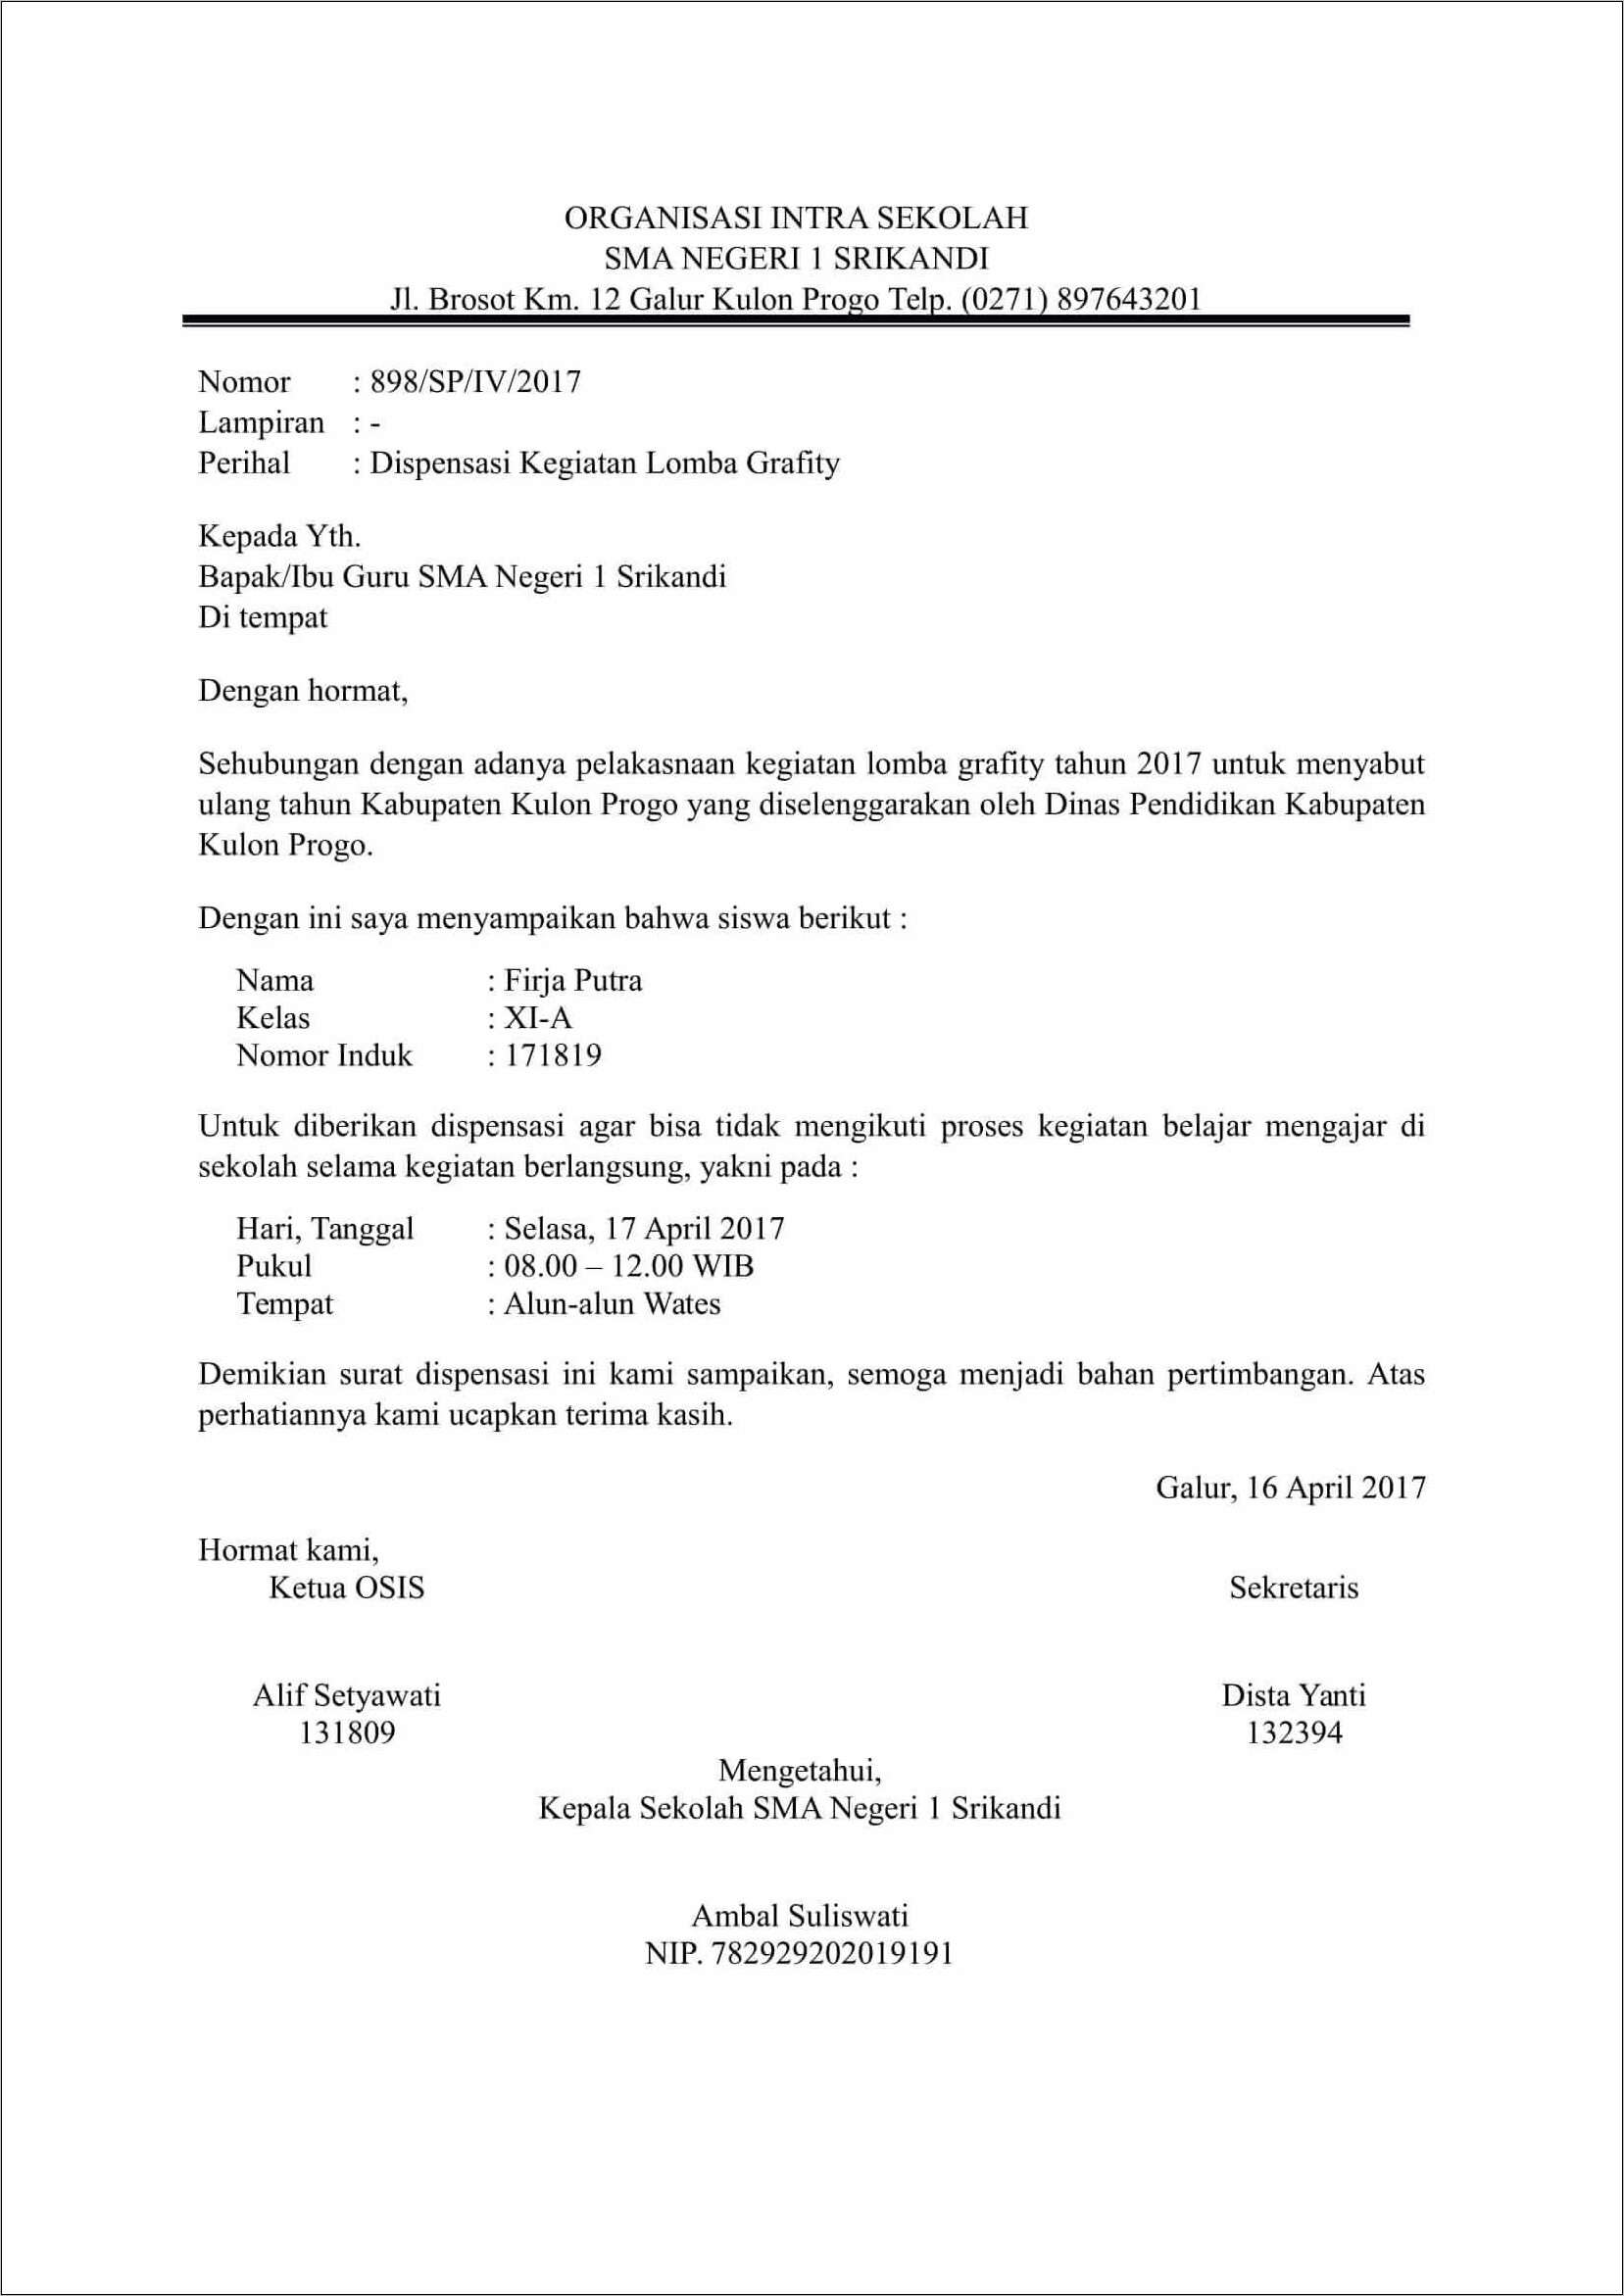 ORGANISASI INTRA SEKOLAH
SMA NEGERI 1 SRIKANDI
Jl. Brosot Km. 12 Galur Kulon Progo Telp. (0271) 897643201
Nomor : 898/SP/IV/2017
Lampiran : -
Perihal : Dispensasi Kegiatan Lomba Grafity
Kepada Yth.
Bapak/Ibu Guru SMA Negeri 1 Srikandi
Di tempat
Dengan hormat,
Sehubungan dengan adanya pelakasnaan kegiatan lomba grafity tahun 2017 untuk menyabut
ulang tahun Kabupaten Kulon Progo yang diselenggarakan oleh Dinas Pendidikan Kabupaten
Kulon Progo.
Dengan ini saya menyampaikan bahwa siswa berikut :
Nama : Firja Putra
Kelas : XI-A
Nomor Induk : 171819
Untuk diberikan dispensasi agar bisa tidak mengikuti proses kegiatan belajar mengajar di
sekolah selama kegiatan berlangsung, yakni pada :
Hari, Tanggal : Selasa, 17 April 2017
Pukul : 08.00 – 12.00 WIB
Tempat : Alun-alun Wates
Demikian surat dispensasi ini kami sampaikan, semoga menjadi bahan pertimbangan. Atas
perhatiannya kami ucapkan terima kasih.
Galur, 16 April 2017
Hormat kami,
Ketua OSIS Sekretaris
Alif Setyawati Dista Yanti
131809 132394
Mengetahui,
Kepala Sekolah SMA Negeri 1 Srikandi
Ambal Suliswati
NIP. 782929202019191